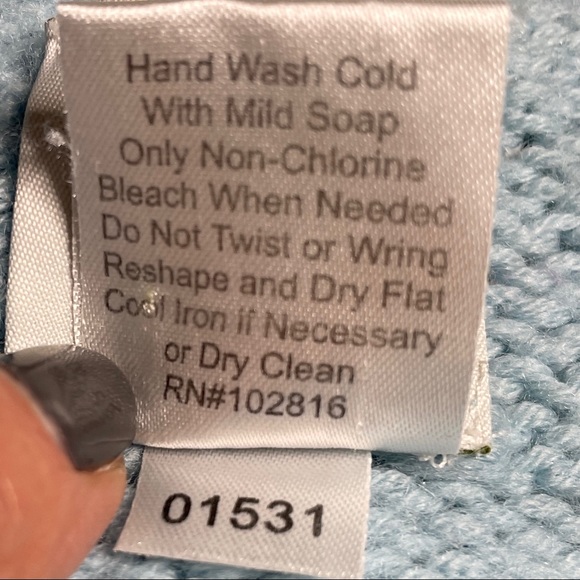 Hand Wash Cold
With Mild Soap
Only Non-Chlorine
Bleach When Needed
Do Not Twist or Wring
Reshape and Dry Flat
Cool Iron if Necessary
or Dry Clean
RN#102816
01531